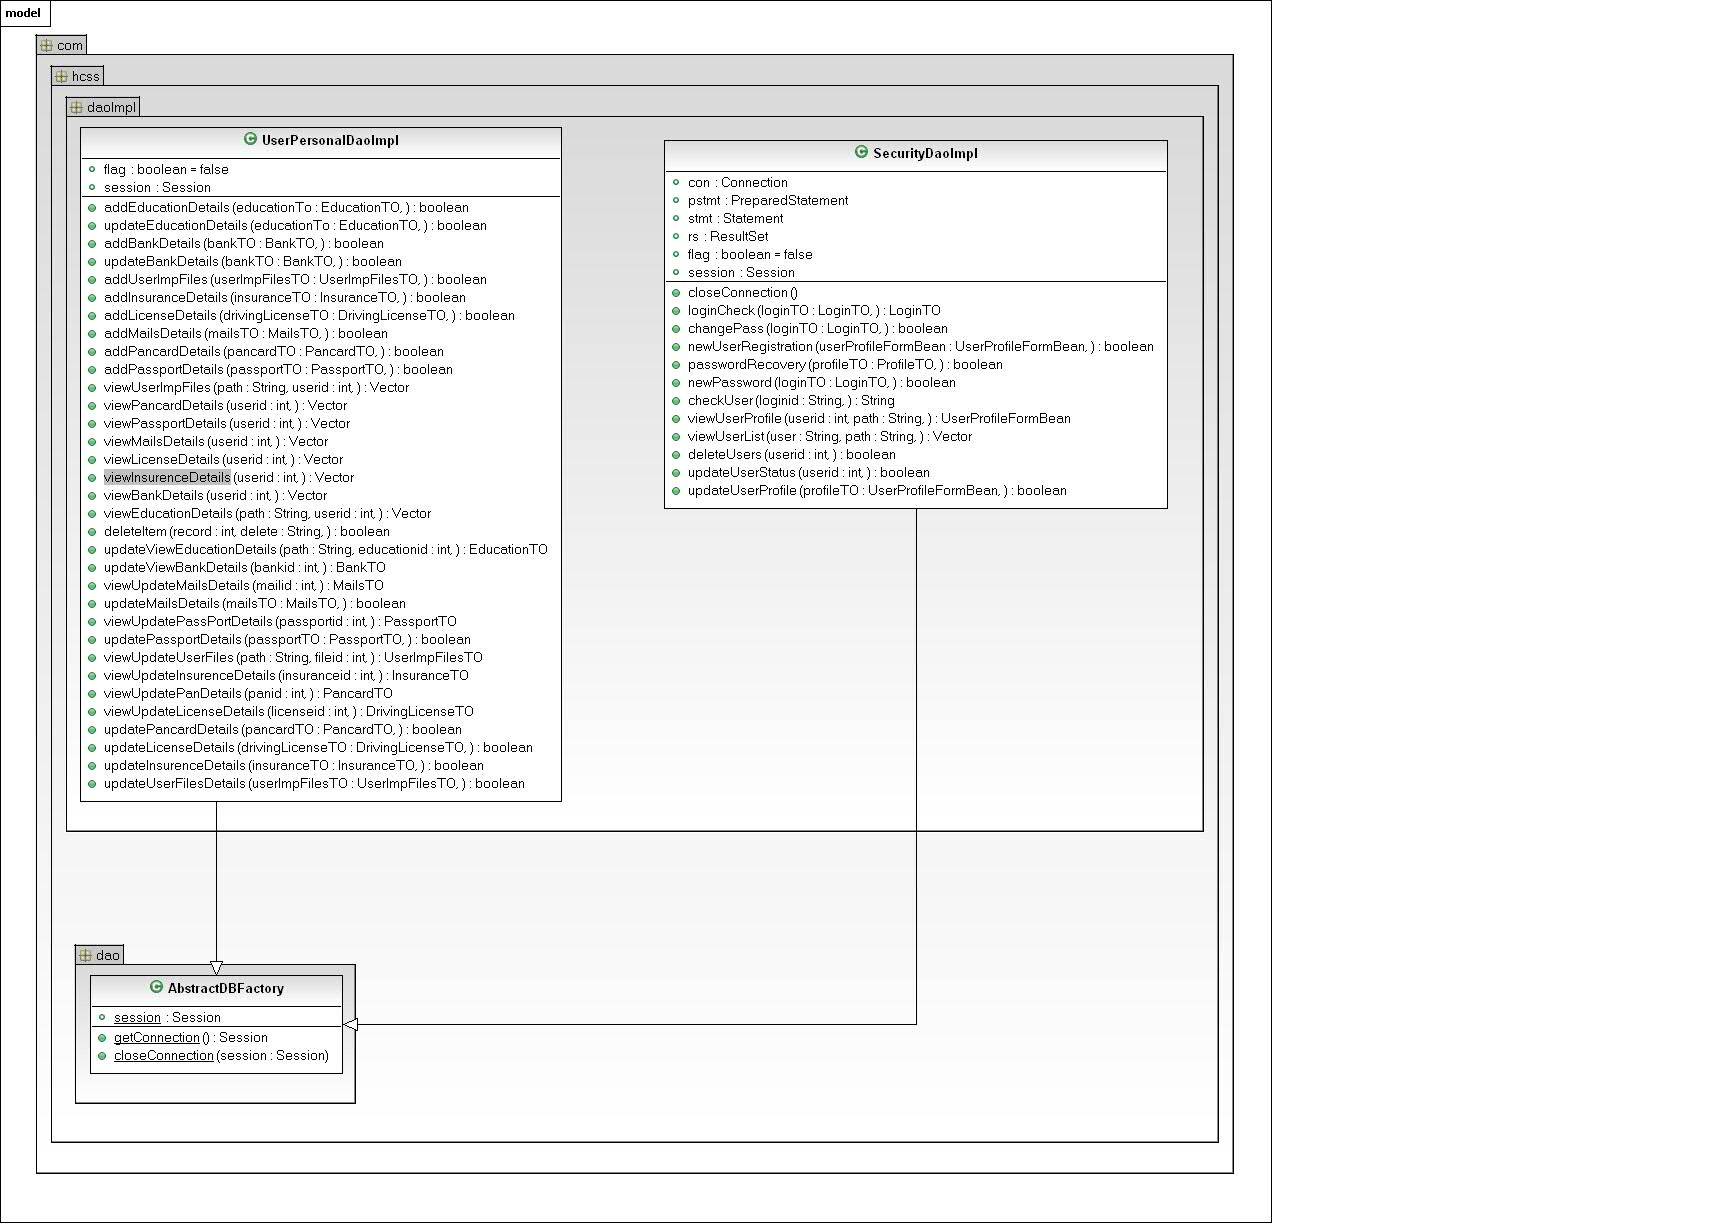 model
com
hcss
daoImpl
UserPersonalDaoImpl
flag : boolean = false
session : Session
addEducationDetails (educationTo : EducationTO, ) : boolean
updateEducationDetails (educationTo : EducationTO, ) : boolean
addBankDetails (bankTO : BankTO, ) : boolean
updateBankDetails (bankTO : BankTO, ) : boolean
addUserImpFiles (userImpFilesTO : UserImpFilesTO, ) : boolean
addInsuranceDetails (insuranceTO : InsuranceTO, ) : boolean
addLicenseDetails (drivingLicenseTO : DrivingLicenseTO, ) : boolean
addMailsDetails (mailsTO : MailsTO, ) : boolean
addPancardDetails (pancardTO : PancardTO, ) : boolean
addPassportDetails (passportTO : PassportTO, ) : boolean
viewUserImpFiles (path : String, userid : int, ) : Vector
viewPancardDetails (userid : int, ) : Vector
viewPassportDetails (userid : int, ) : Vector
viewMailsDetails (userid : int, ) : Vector
viewLicenseDetails (userid : int, ) : Vector
viewInsurenceDetails (userid : int, ) : Vector
viewBankDetails (userid : int, ) : Vector
viewEducationDetails (path : String, userid : int, ) : Vector
deleteItem (record : int, delete : String, ) : boolean
updateViewEducationDetails (path : String, educationid : int, ) : EducationTO
updateViewBankDetails (bankid : int, ) : BankTO
viewUpdateMailsDetails (mailid : int, ) : MailsTO
updateMailsDetails (mailsTO : MailsTO, ) : boolean
viewUpdatePassPortDetails (passportid : int, ) : PassportTO
updatePassportDetails (passportTO : PassportTO, ) : boolean
viewUpdateUserFiles (path : String, fileid : int, ) : UserImpFilesTO
viewUpdateInsurenceDetails (insuranceid : int, ) : InsuranceTO
viewUpdatePanDetails (panid : int, ) : PancardTO
viewUpdateLicenseDetails (licenseid : int, ) : DrivingLicenseTO
updatePancardDetails (pancardTO : PancardTO, ) : boolean
updateLicenseDetails (drivingLicenseTO : DrivingLicenseTO, ) : boolean
updateInsurenceDetails (insuranceTO : InsuranceTO, ) : boolean
updateUserFilesDetails (userImpFilesTO : UserImpFilesTO, ) : boolean
SecurityDaoImpl
con : Connection
pstmt : PreparedStatement
stmt : Statement
rs : ResultSet
flag : boolean = false
session : Session
closeConnection ()
loginCheck (loginTO : LoginTO, ) : LoginTO
changePass (loginTO : LoginTO, ) : boolean
newUserRegistration (userProfileFormBean : UserProfileFormBean, ) : boolean
passwordRecovery (profileTO : ProfileTO, ) : boolean
newPassword (loginTO : LoginTO, ) : boolean
checkUser (loginid : String, ) : String
viewUserProfile (userid : int, path : String, ) : UserProfileFormBean
viewUserList (user : String, path : String, ) : Vector
deleteUsers (userid : int, ) : boolean
updateUserStatus (userid : int, ) : boolean
updateUserProfile (profileTO : UserProfileFormBean, ) : boolean
dao
AbstractDBFactory
session : Session
getConnection () : Session
closeConnection (session : Session)